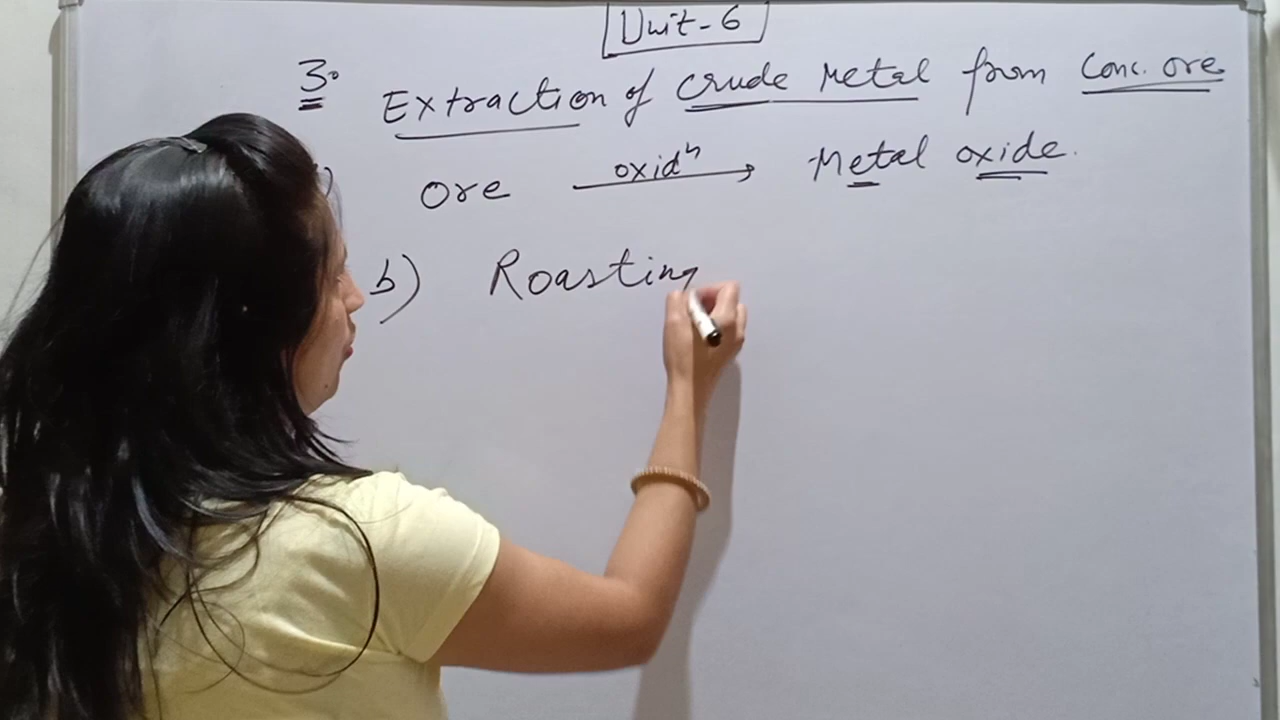 Unit-6
3. Extraction of crude Metal from Conc. ore
) ore oxidⁿ → Metal oxide.
b) Roasting